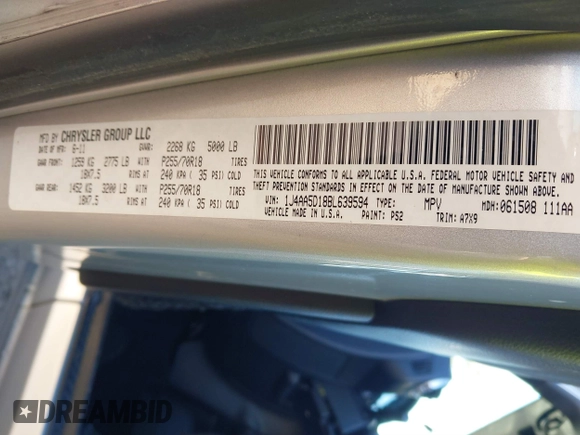 MFD BY CHRYSLER GROUP LLC
DATE OF MFR: 6-11 GVWR: 2268 KG 5000 LB
GAWR FRONT: 1259 KG 2775 LB WITH P255/70R18 TIRES
18X7.5 RIMS AT 240 KPA ( 35 PSI) COLD
GAWR REAR: 1452 KG 3200 LB WITH P255/70R18 TIRES
18X7.5 RIMS AT 240 KPA ( 35 PSI) COLD
THIS VEHICLE CONFORMS TO ALL APPLICABLE U.S.A. FEDERAL MOTOR VEHICLE SAFETY AND
THEFT PREVENTION STANDARDS IN EFFECT ON THE DATE OF MANUFACTURE SHOWN ABOVE.
VIN: 1J4AA5D18BL639594 TYPE: MPV MDH: 061508 111AA
VEHICLE MADE IN U.S.A. PAINT: PS2 TRIM: A7X9
DREAMBID